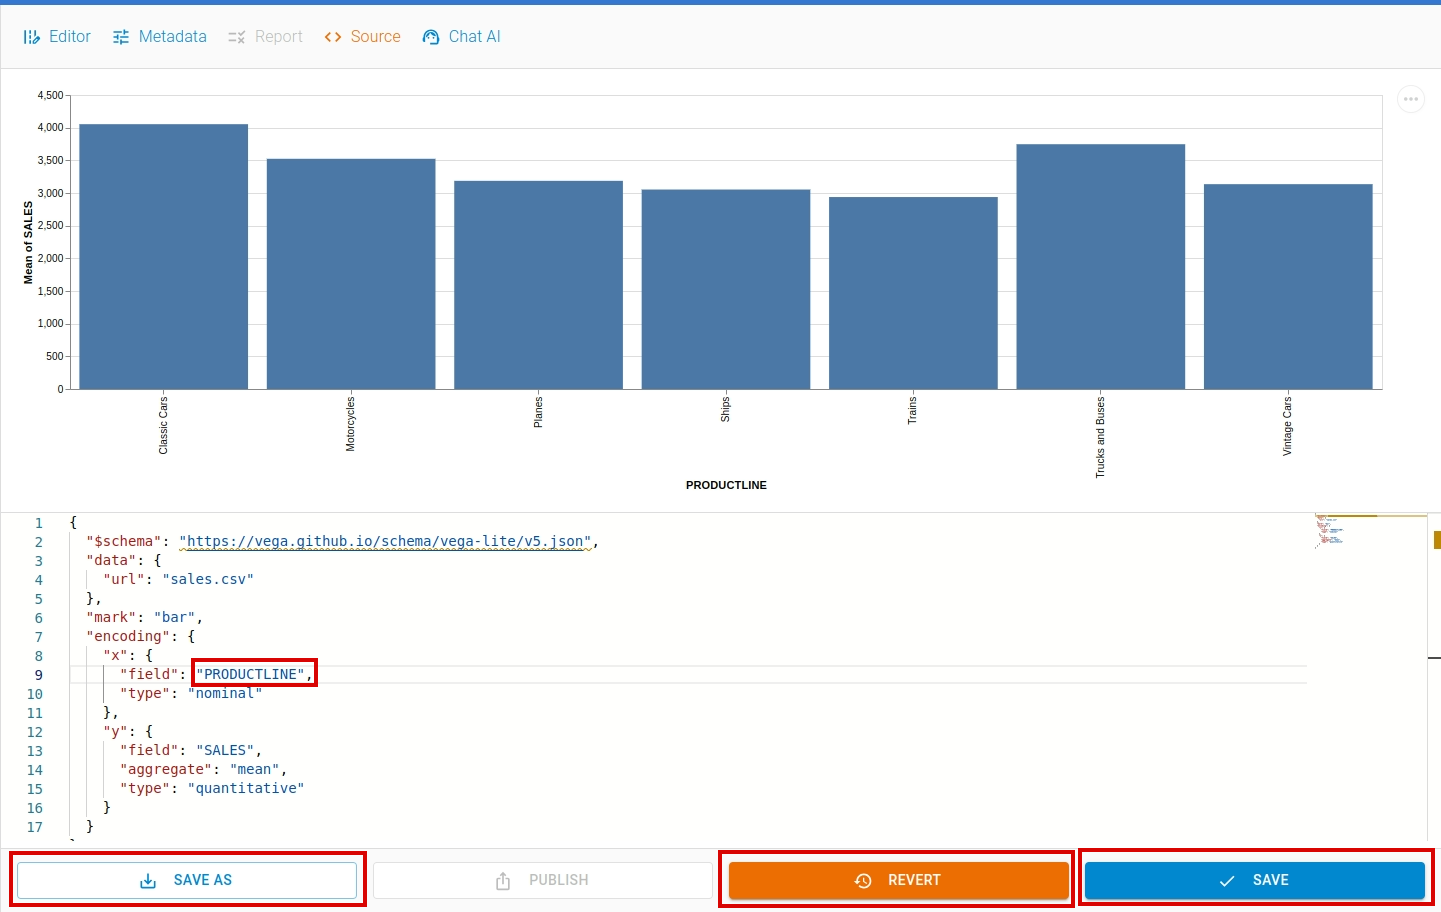 Editor Metadata Report Source Chat AI
4,500
4,000
3,500
3,000
2,500
2,000
1,500
1,000
500
0
Mean of SALES
Classic Cars
Motorcycles
Planes
Ships
Trains
Trucks and Buses
Vintage Cars
PRODUCTLINE
1 {
2 "$schema": "https://vega.github.io/schema/vega-lite/v5.json",
3 "data": {
4 "url": "sales.csv"
5 },
6 "mark": "bar",
7 "encoding": {
8 "x": {
9 "field": "PRODUCTLINE",
10 "type": "nominal"
11 },
12 "y": {
13 "field": "SALES",
14 "aggregate": "mean",
15 "type": "quantitative"
16 }
17 }
SAVE AS PUBLISH REVERT SAVE